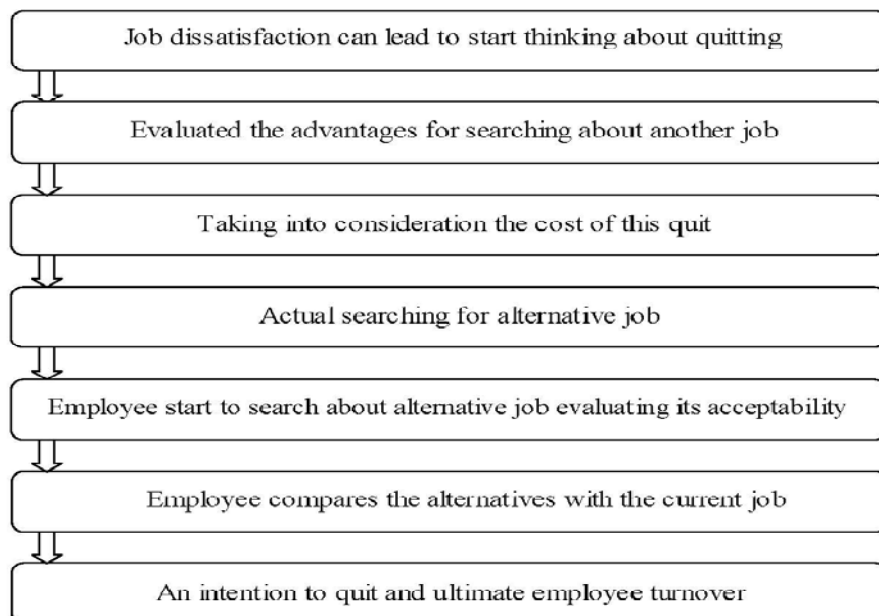 Job dissatisfaction can lead to start thinking about quitting
Evaluated the advantages for searching about another job
Taking into consideration the cost of this quit
Actual searching for alternative job
Employee start to search about alternative job evaluating its acceptability
Employee compares the alternatives with the current job
An intention to quit and ultimate employee turnover